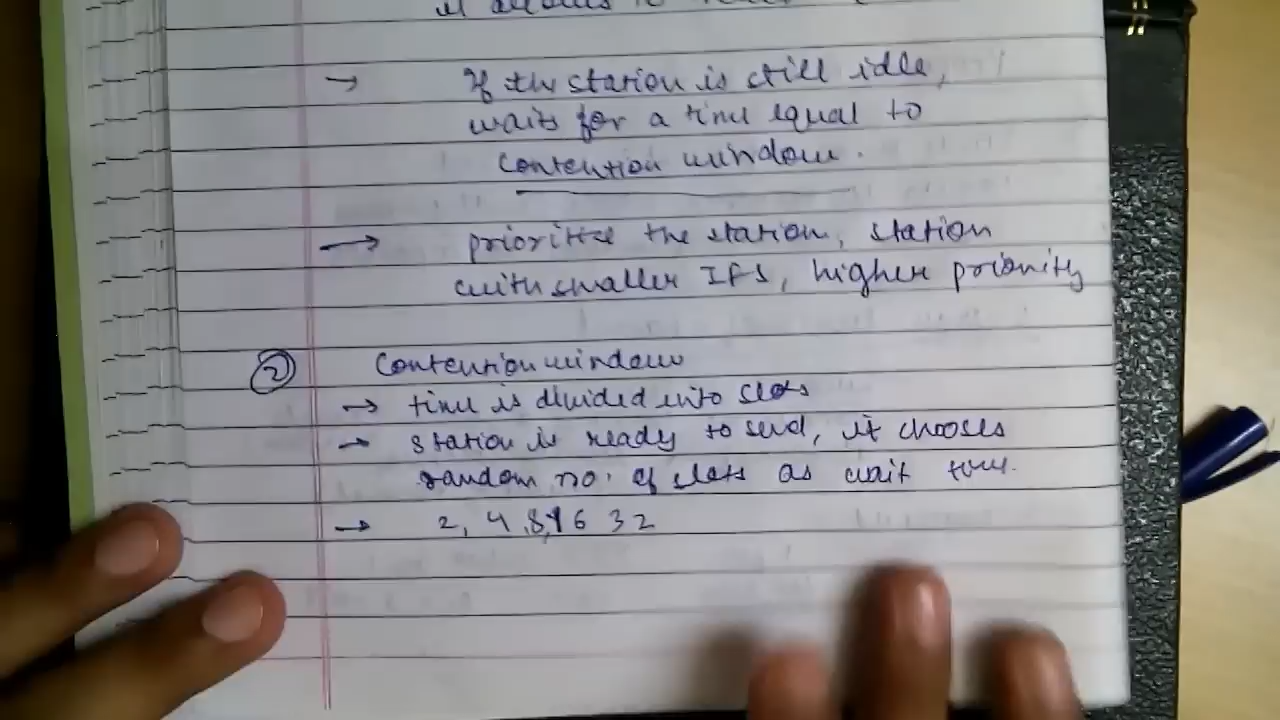 → If the station is still idle,
waits for a time equal to
contention window.
→ prioritize the station, station
with smaller IFS, higher priority
② Contention window
→ time is divided into slots
→ station is ready to send, it chooses
random no. of slots as wait time.
→ 2, 4, 8, 16 32